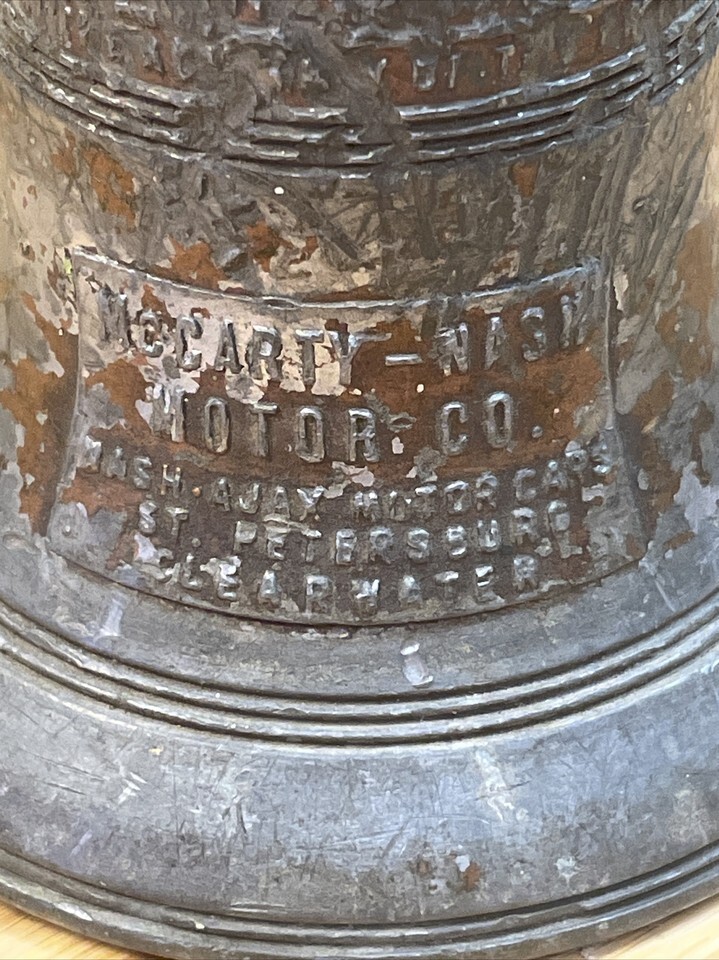 MCCARTY-NASH
MOTOR CO.
NASH AJAX MOTOR CARS
ST. PETERSBURG
CLEARWATER